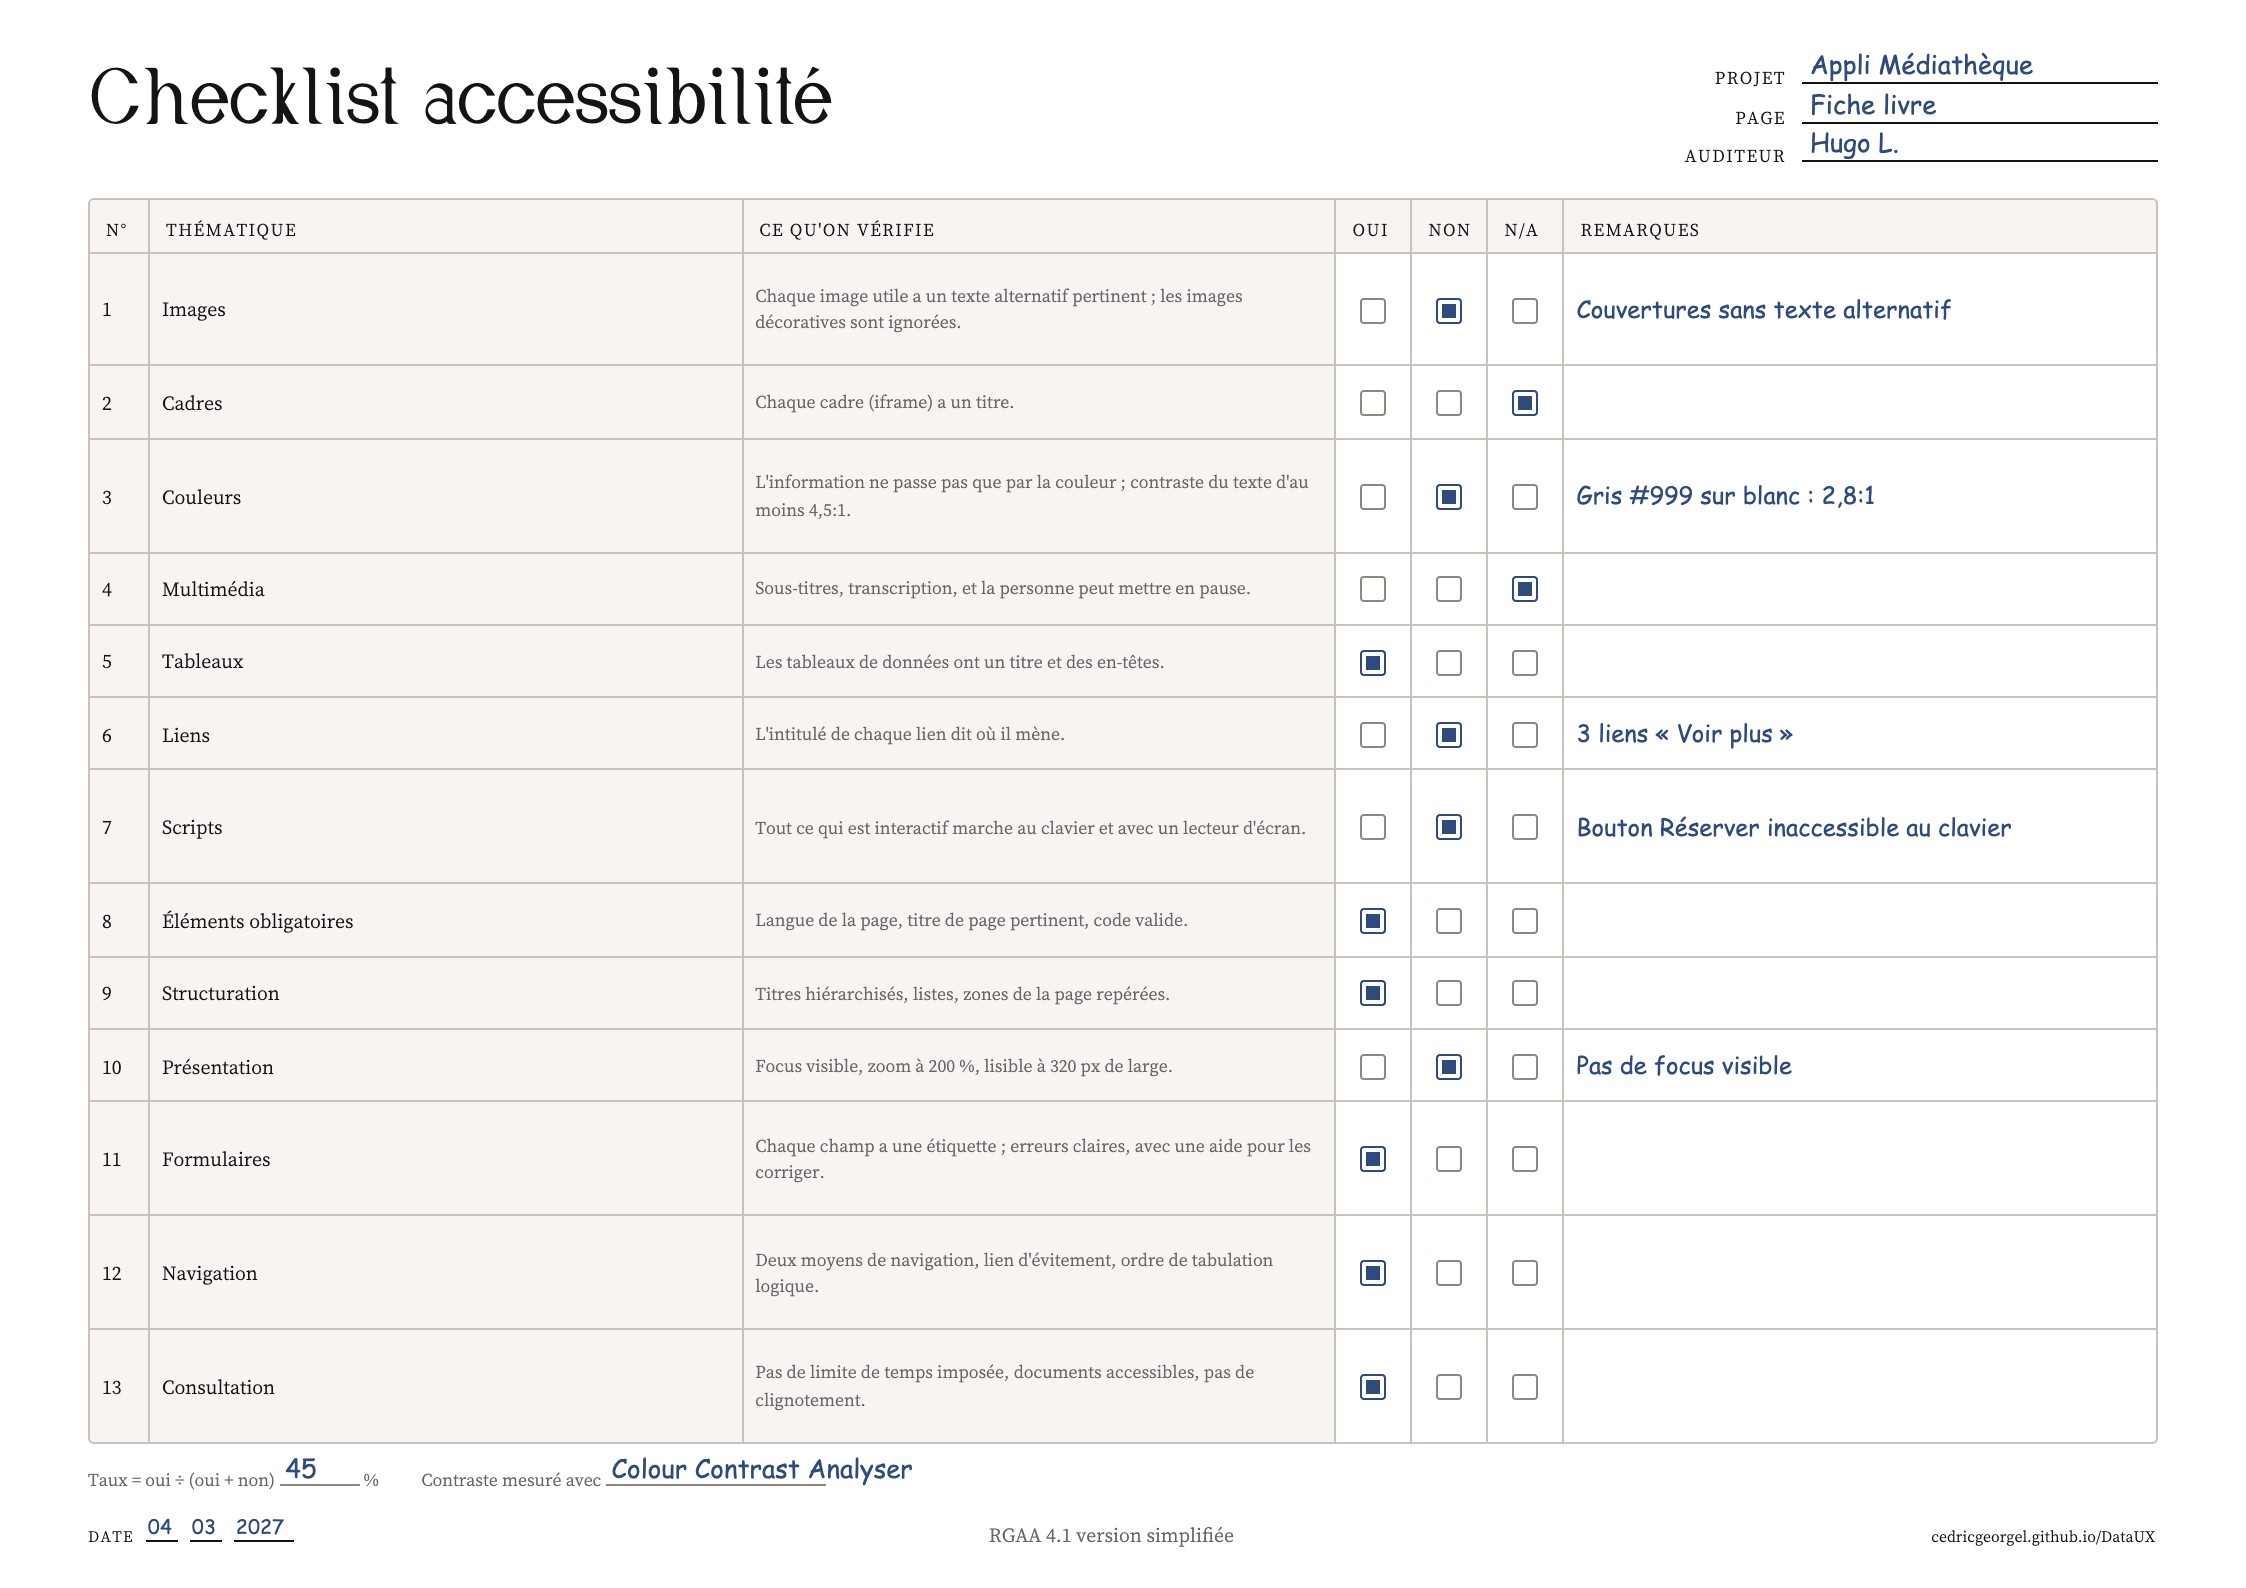 Checklist accessibilité
PROJET Appli Médiathèque
PAGE Fiche livre
AUDITEUR Hugo L.
N° THÉMATIQUE CE QU'ON VÉRIFIE OUI NON N/A REMARQUES
1 Images Chaque image utile a un texte alternatif pertinent ; les images
décoratives sont ignorées.
Couvertures sans texte alternatif
2 Cadres Chaque cadre (iframe) a un titre.
3 Couleurs L'information ne passe pas que par la couleur ; contraste du texte d'au
moins 4,5:1.
Gris #999 sur blanc : 2,8:1
4 Multimédia Sous-titres, transcription, et la personne peut mettre en pause.
5 Tableaux Les tableaux de données ont un titre et des en-têtes.
6 Liens L'intitulé de chaque lien dit où il mène. 3 liens « Voir plus »
7 Scripts Tout ce qui est interactif marche au clavier et avec un lecteur d'écran. Bouton Réserver inaccessible au clavier
8 Éléments obligatoires Langue de la page, titre de page pertinent, code valide.
9 Structuration Titres hiérarchisés, listes, zones de la page repérées.
10 Présentation Focus visible, zoom à 200 %, lisible à 320 px de large. Pas de focus visible
11 Formulaires Chaque champ a une étiquette ; erreurs claires, avec une aide pour les
corriger.
12 Navigation Deux moyens de navigation, lien d'évitement, ordre de tabulation
logique.
13 Consultation Pas de limite de temps imposée, documents accessibles, pas de
clignotement.
Taux = oui ÷ (oui + non) 45 % Contraste mesuré avec Colour Contrast Analyser
DATE 04 03 2027 RGAA 4.1 version simplifiée cedricgeorgel.github.io/DataUX